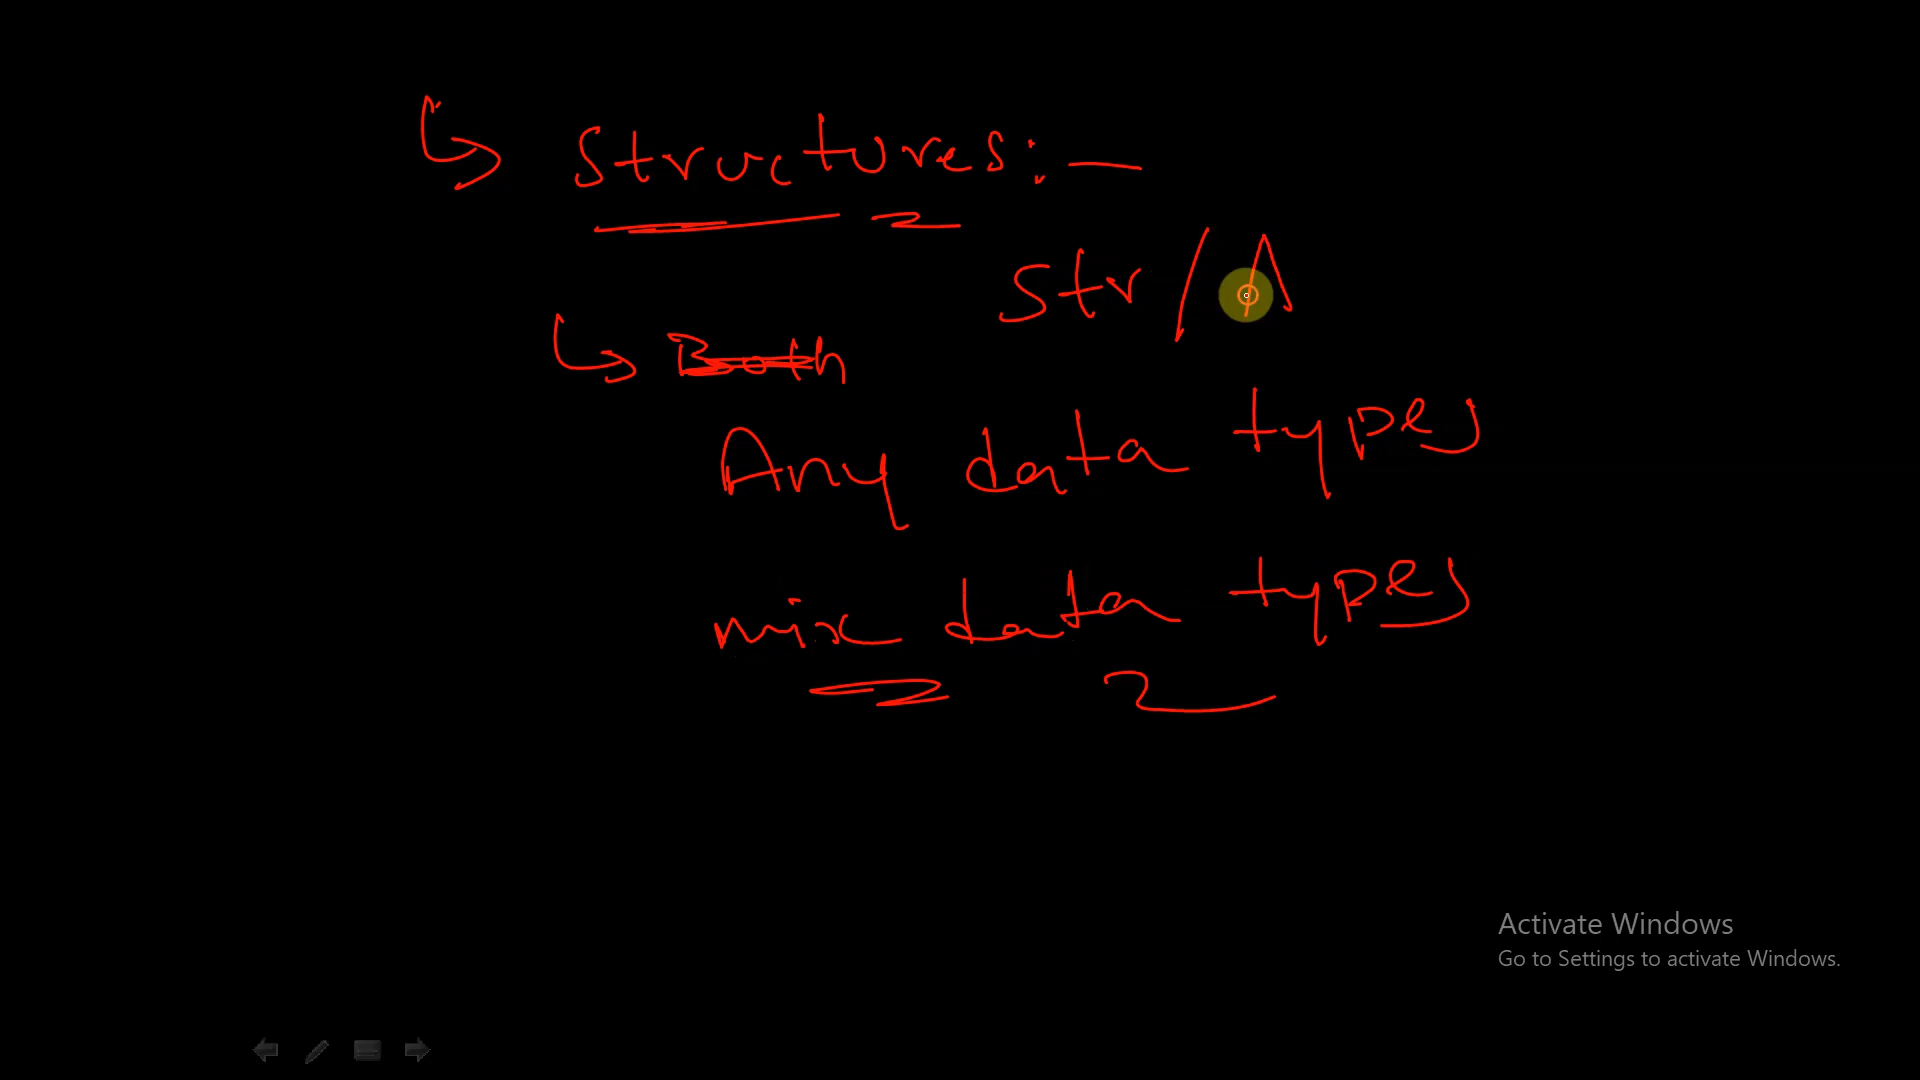 Structures:-
Str/A
Both
Any data types
mix data types
Activate Windows
Go to Settings to activate Windows.